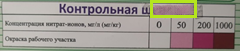 Контрольная ш
Концентрация нитрат-ионов, мг/л (мг/кг) 0 50 200 1000
Окраска рабочего участка